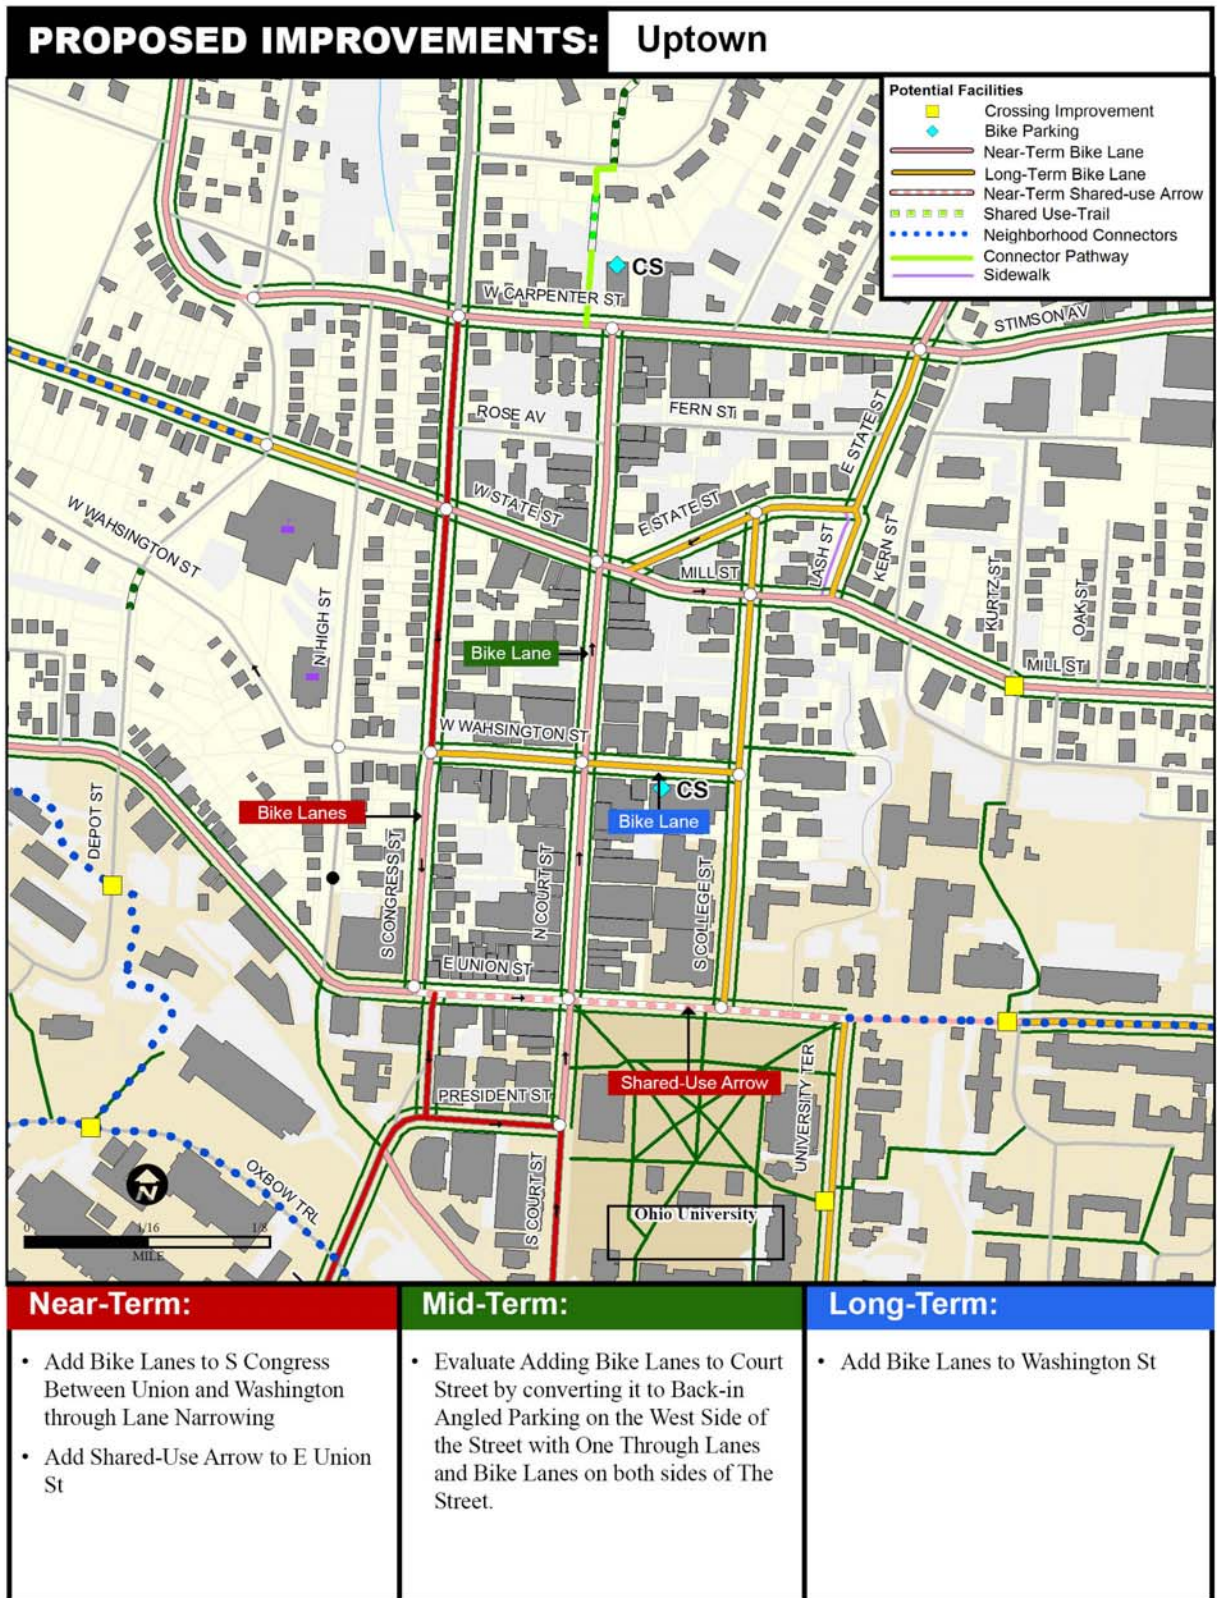 PROPOSED IMPROVEMENTS: Uptown
Potential Facilities
Crossing Improvement
Bike Parking
Near-Term Bike Lane
Long-Term Bike Lane
Near-Term Shared-use Arrow
Shared Use-Trail
Neighborhood Connectors
Connector Pathway
Sidewalk
CS
W CARPENTER ST
STIMSON AV
ROSE AV
FERN ST
E STATE ST
W STATE ST
E STATE ST
W WAHSINGTON ST
MILL ST
LASH ST
KERN ST
KURTZ ST
OAK ST
N HIGH ST
Bike Lane
MILL ST
W WAHSINGTON ST
CS
Bike Lanes
Bike Lane
DEPOT ST
S CONGRESS ST
N COURT ST
S COLLEGE ST
E UNION ST
Shared-Use Arrow
PRESIDENT ST
UNIVERSITY TER
OXBOW TRL
S COURT ST
Ohio University
N
0 1/16 1/8
MILE
Near-Term:
• Add Bike Lanes to S Congress
Between Union and Washington
through Lane Narrowing
• Add Shared-Use Arrow to E Union
St
Mid-Term:
• Evaluate Adding Bike Lanes to Court
Street by converting it to Back-in
Angled Parking on the West Side of
the Street with One Through Lanes
and Bike Lanes on both sides of The
Street.
Long-Term:
• Add Bike Lanes to Washington St